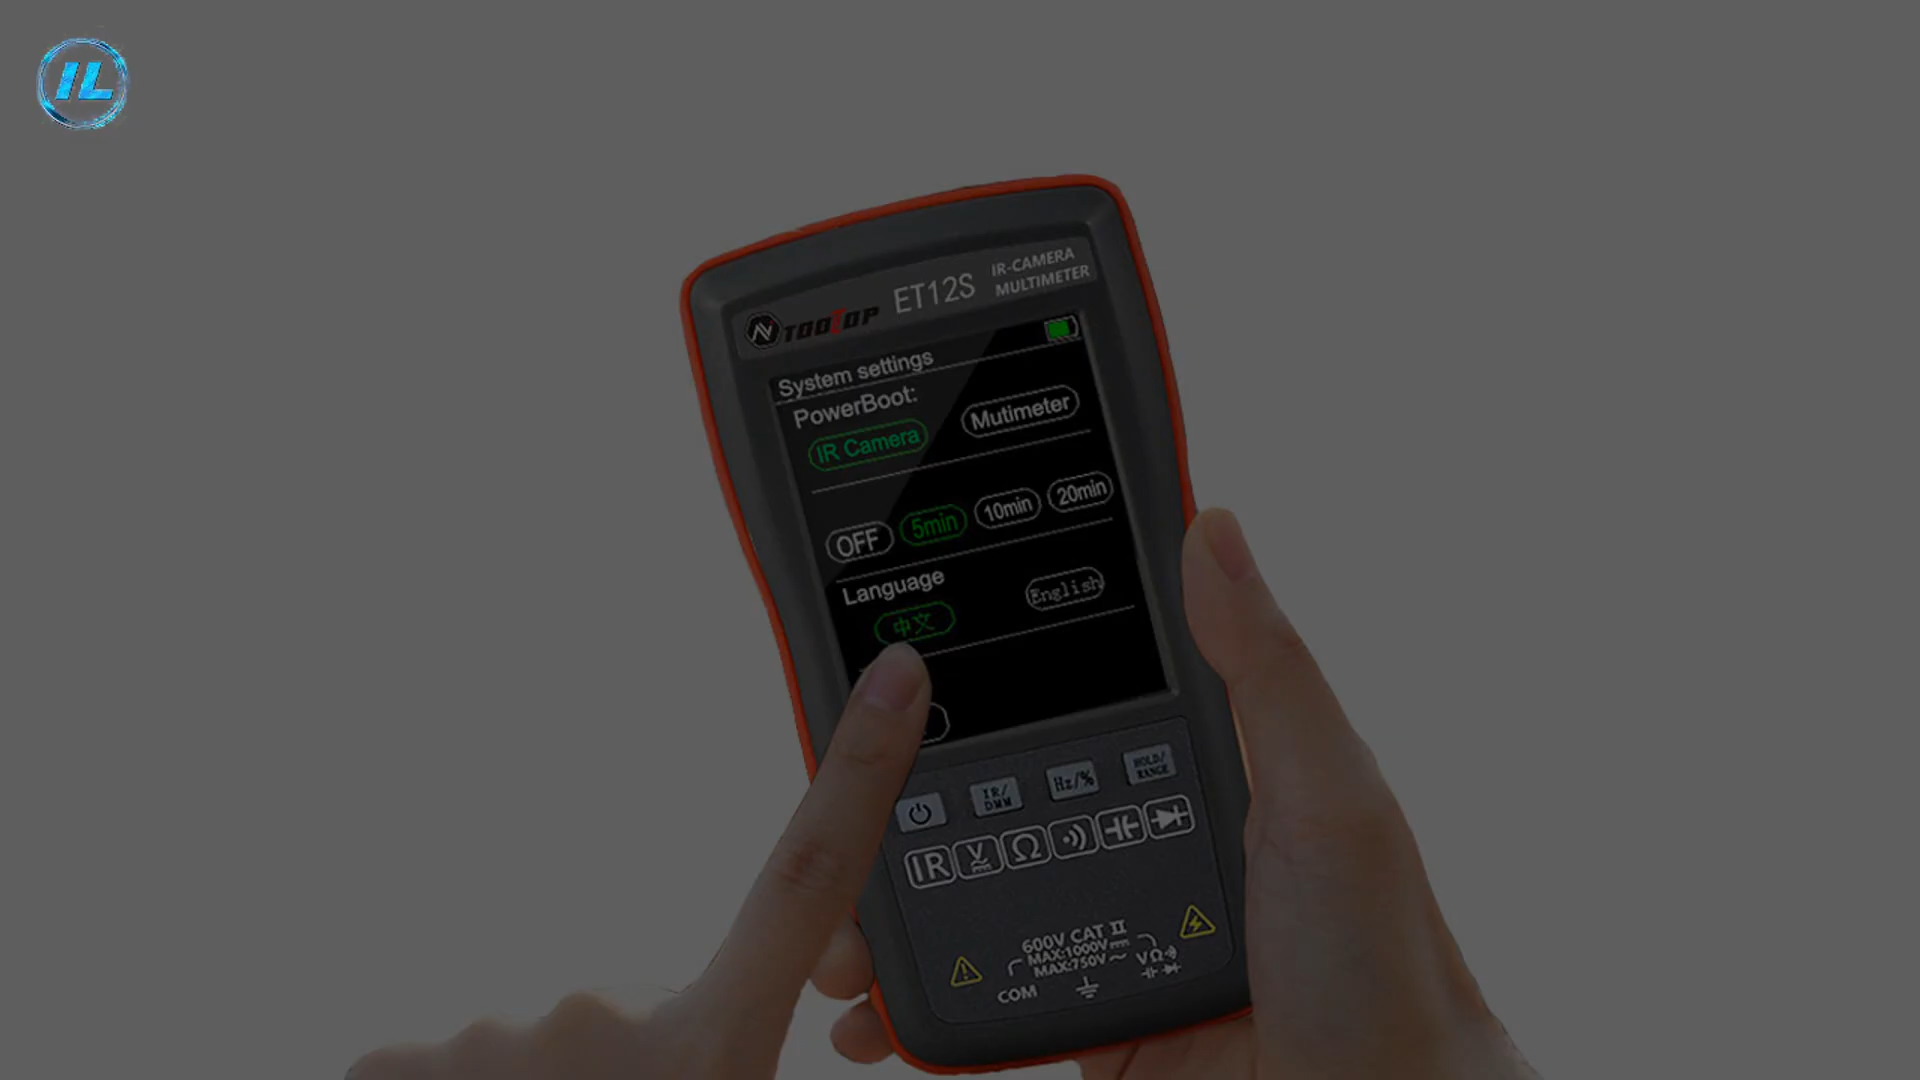 IL
TOOTOP ET12S IR-CAMERA
MULTIMETER
System settings
PowerBoot:
IR Camera Mutimeter
OFF 5min 10min 20min
Language
中文 English
IR/
DMM
Hz/%
HOLD/
RANGE
IR V Ω
600V CAT II
MAX:1000V
MAX:750V
COM
VΩ